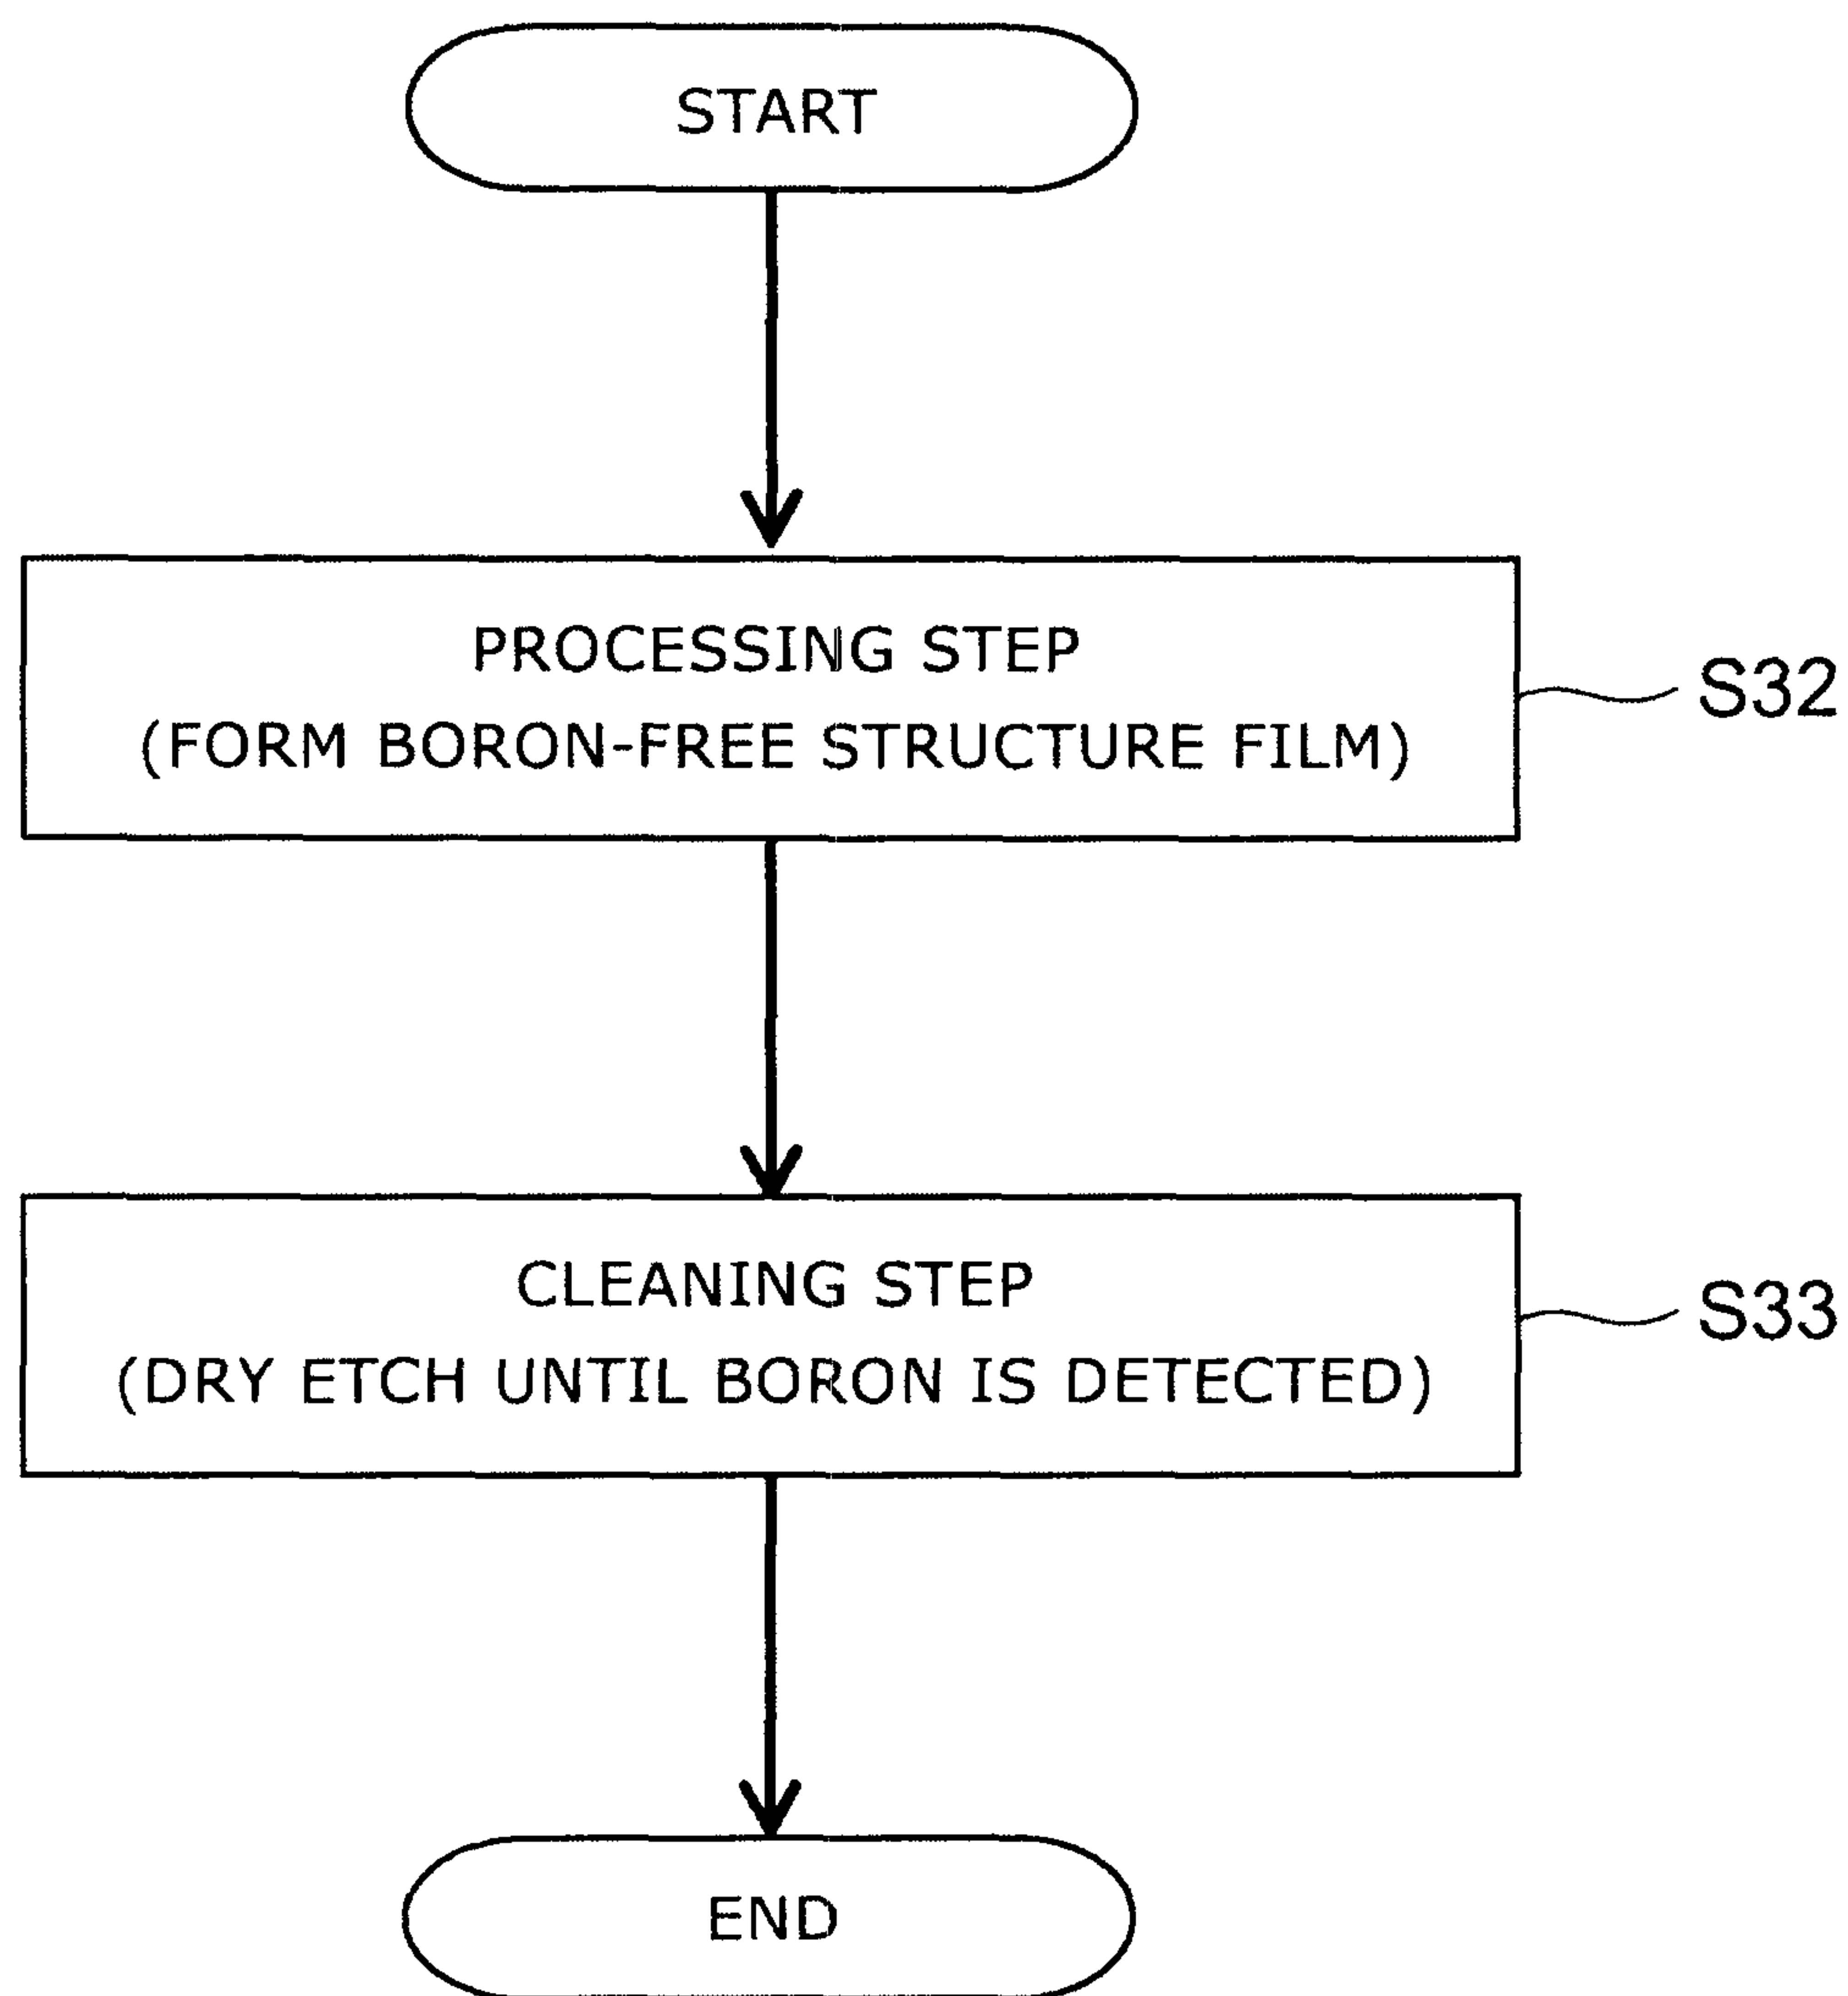 START
PROCESSING STEP
(FORM BORON-FREE STRUCTURE FILM)
S32
CLEANING STEP
(DRY ETCH UNTIL BORON IS DETECTED)
S33
END